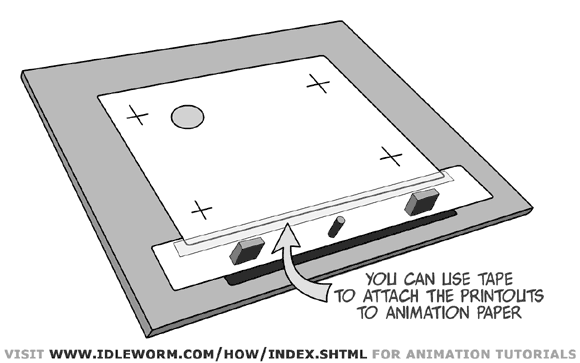 YOU CAN USE TAPE
TO ATTACH THE PRINTOUTS
TO ANIMATION PAPER
VISIT WWW.IDLEWORM.COM/HOW/INDEX.SHTML FOR ANIMATION TUTORIALS